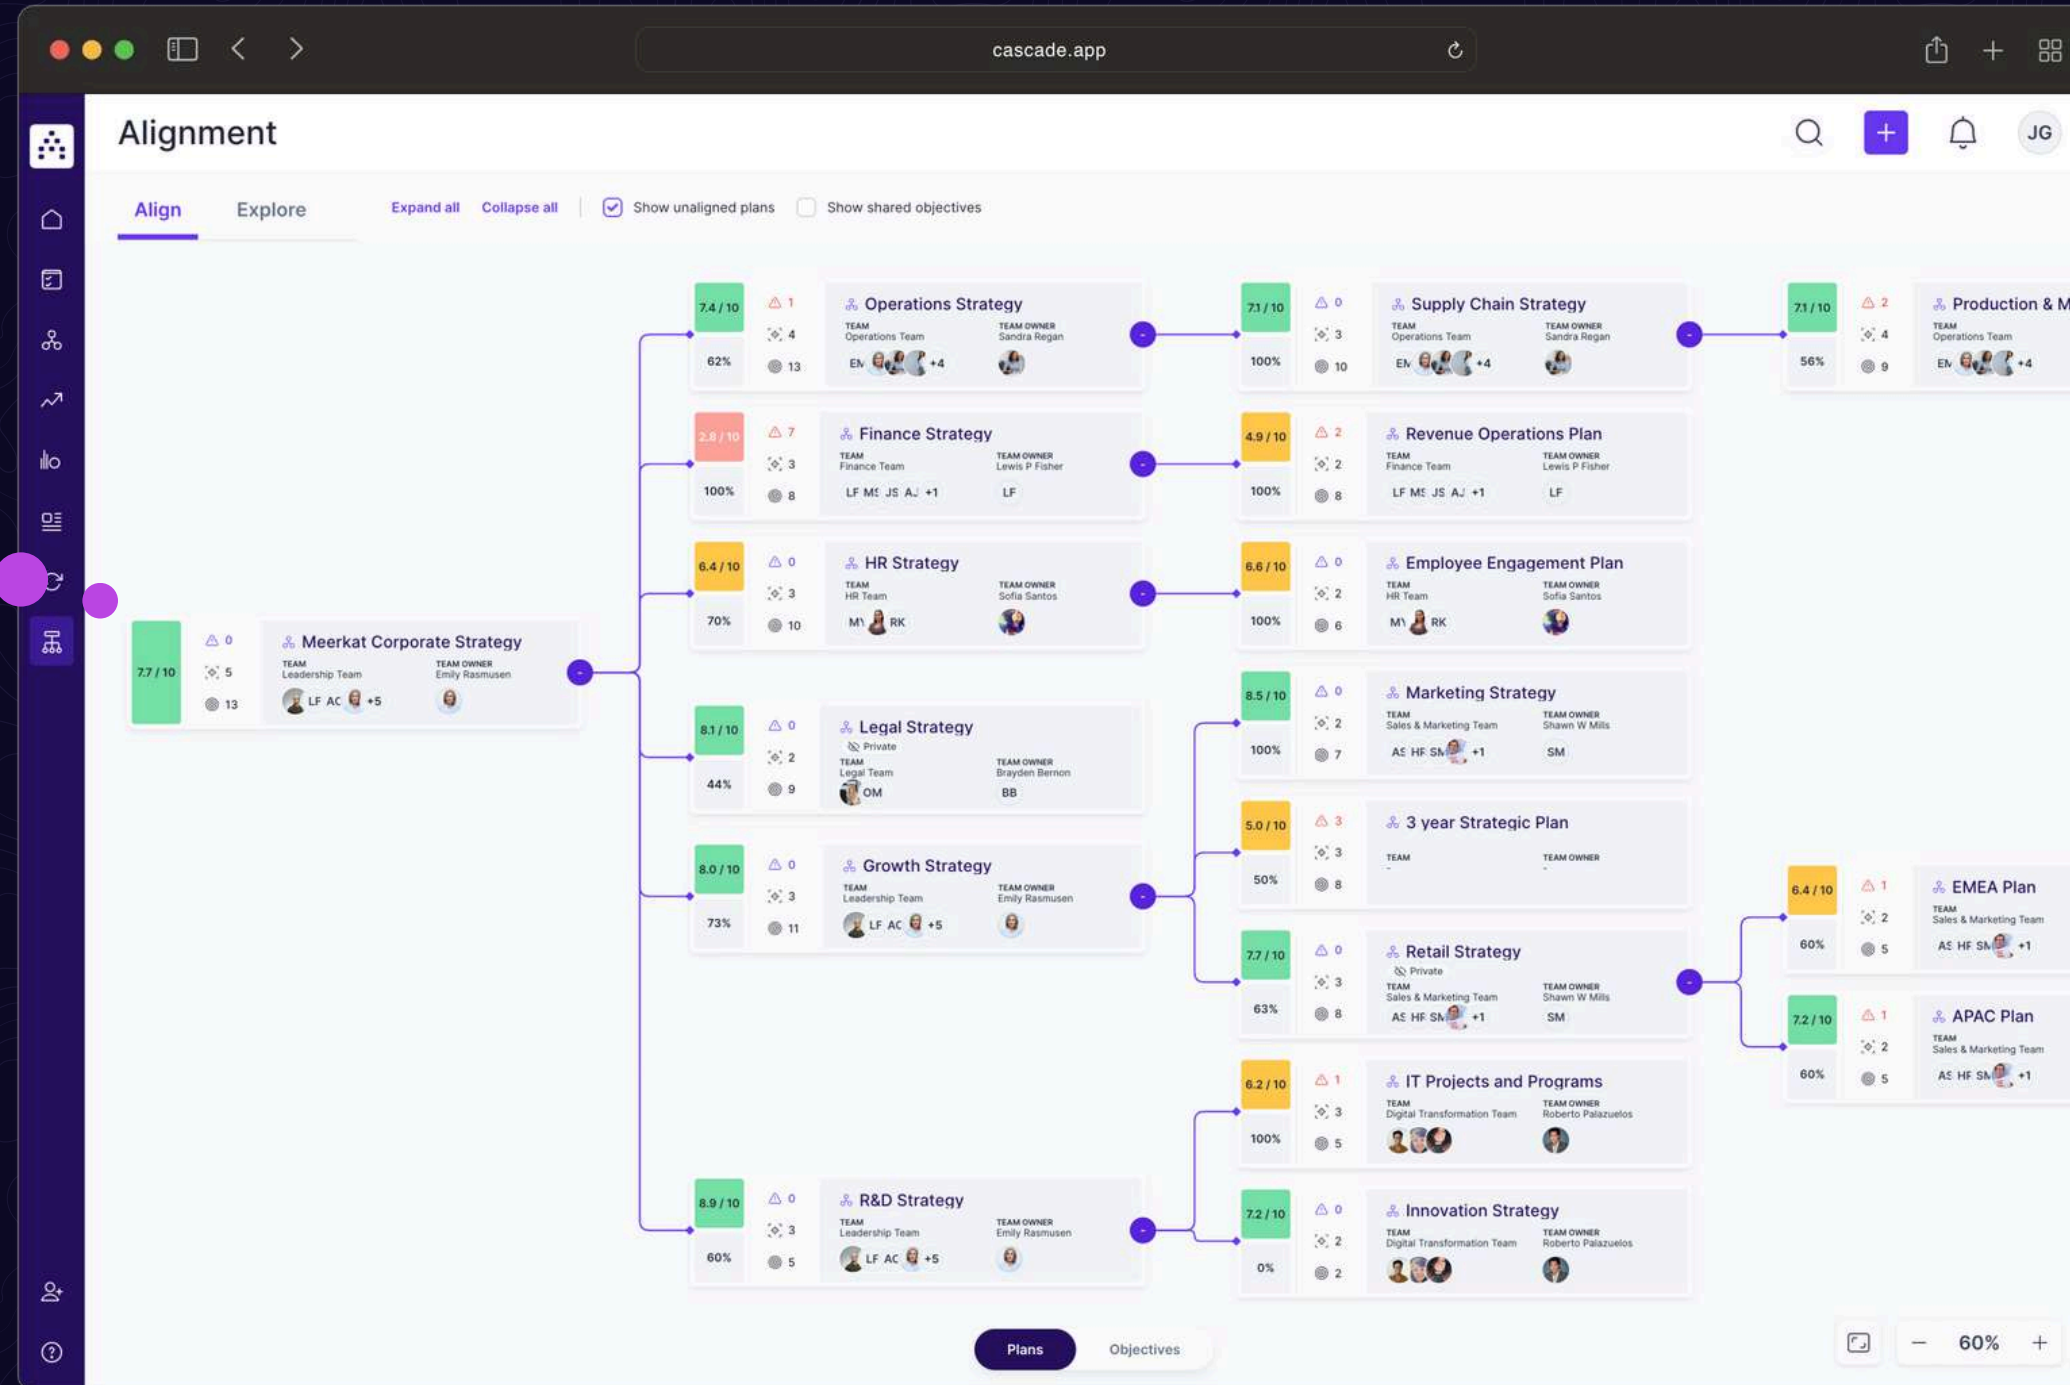 cascade.app
Alignment
JG
Align Explore Expand all Collapse all Show unaligned plans Show shared objectives
7.7 / 10
0
5
13
Meerkat Corporate Strategy
TEAM TEAM OWNER
Leadership Team Emily Rasmusen
LF AC +5
7.4 / 10
62%
1
4
13
Operations Strategy
TEAM TEAM OWNER
Operations Team Sandra Regan
+4
2.8 / 10
100%
7
3
8
Finance Strategy
TEAM TEAM OWNER
Finance Team Lewis P Fisher
LF JS +1 LF
6.4 / 10
70%
0
3
10
HR Strategy
TEAM TEAM OWNER
HR Team Sofia Santos
RK
8.1 / 10
44%
0
2
9
Legal Strategy
Private
TEAM TEAM OWNER
Legal Team Brayden Bernon
OM BB
8.0 / 10
73%
0
3
11
Growth Strategy
TEAM TEAM OWNER
Leadership Team Emily Rasmusen
LF AC +5
8.9 / 10
60%
0
3
5
R&D Strategy
TEAM TEAM OWNER
Leadership Team Emily Rasmusen
LF AC +5
7.1 / 10
100%
0
3
10
Supply Chain Strategy
TEAM TEAM OWNER
Operations Team Sandra Regan
+4
4.9 / 10
100%
2
2
8
Revenue Operations Plan
TEAM TEAM OWNER
Finance Team Lewis P Fisher
LF JS +1 LF
6.6 / 10
100%
0
2
6
Employee Engagement Plan
TEAM TEAM OWNER
HR Team Sofia Santos
RK
8.5 / 10
100%
0
2
7
Marketing Strategy
TEAM TEAM OWNER
Sales & Marketing Team Shawn W Mills
+1 SM
5.0 / 10
50%
3
3
8
3 year Strategic Plan
TEAM TEAM OWNER
- -
7.7 / 10
63%
0
3
8
Retail Strategy
Private
TEAM TEAM OWNER
Sales & Marketing Team Shawn W Mills
+1 SM
6.2 / 10
100%
1
3
5
IT Projects and Programs
TEAM TEAM OWNER
Digital Transformation Team Roberto Palazuelos
7.2 / 10
0%
0
2
2
Innovation Strategy
TEAM TEAM OWNER
Digital Transformation Team Roberto Palazuelos
7.1 / 10
56%
2
4
9
Production & M
TEAM
Operations Team
+4
6.4 / 10
60%
1
2
5
EMEA Plan
TEAM
Sales & Marketing Team
+1
7.2 / 10
60%
1
2
5
APAC Plan
TEAM
Sales & Marketing Team
+1
Plans Objectives
60%